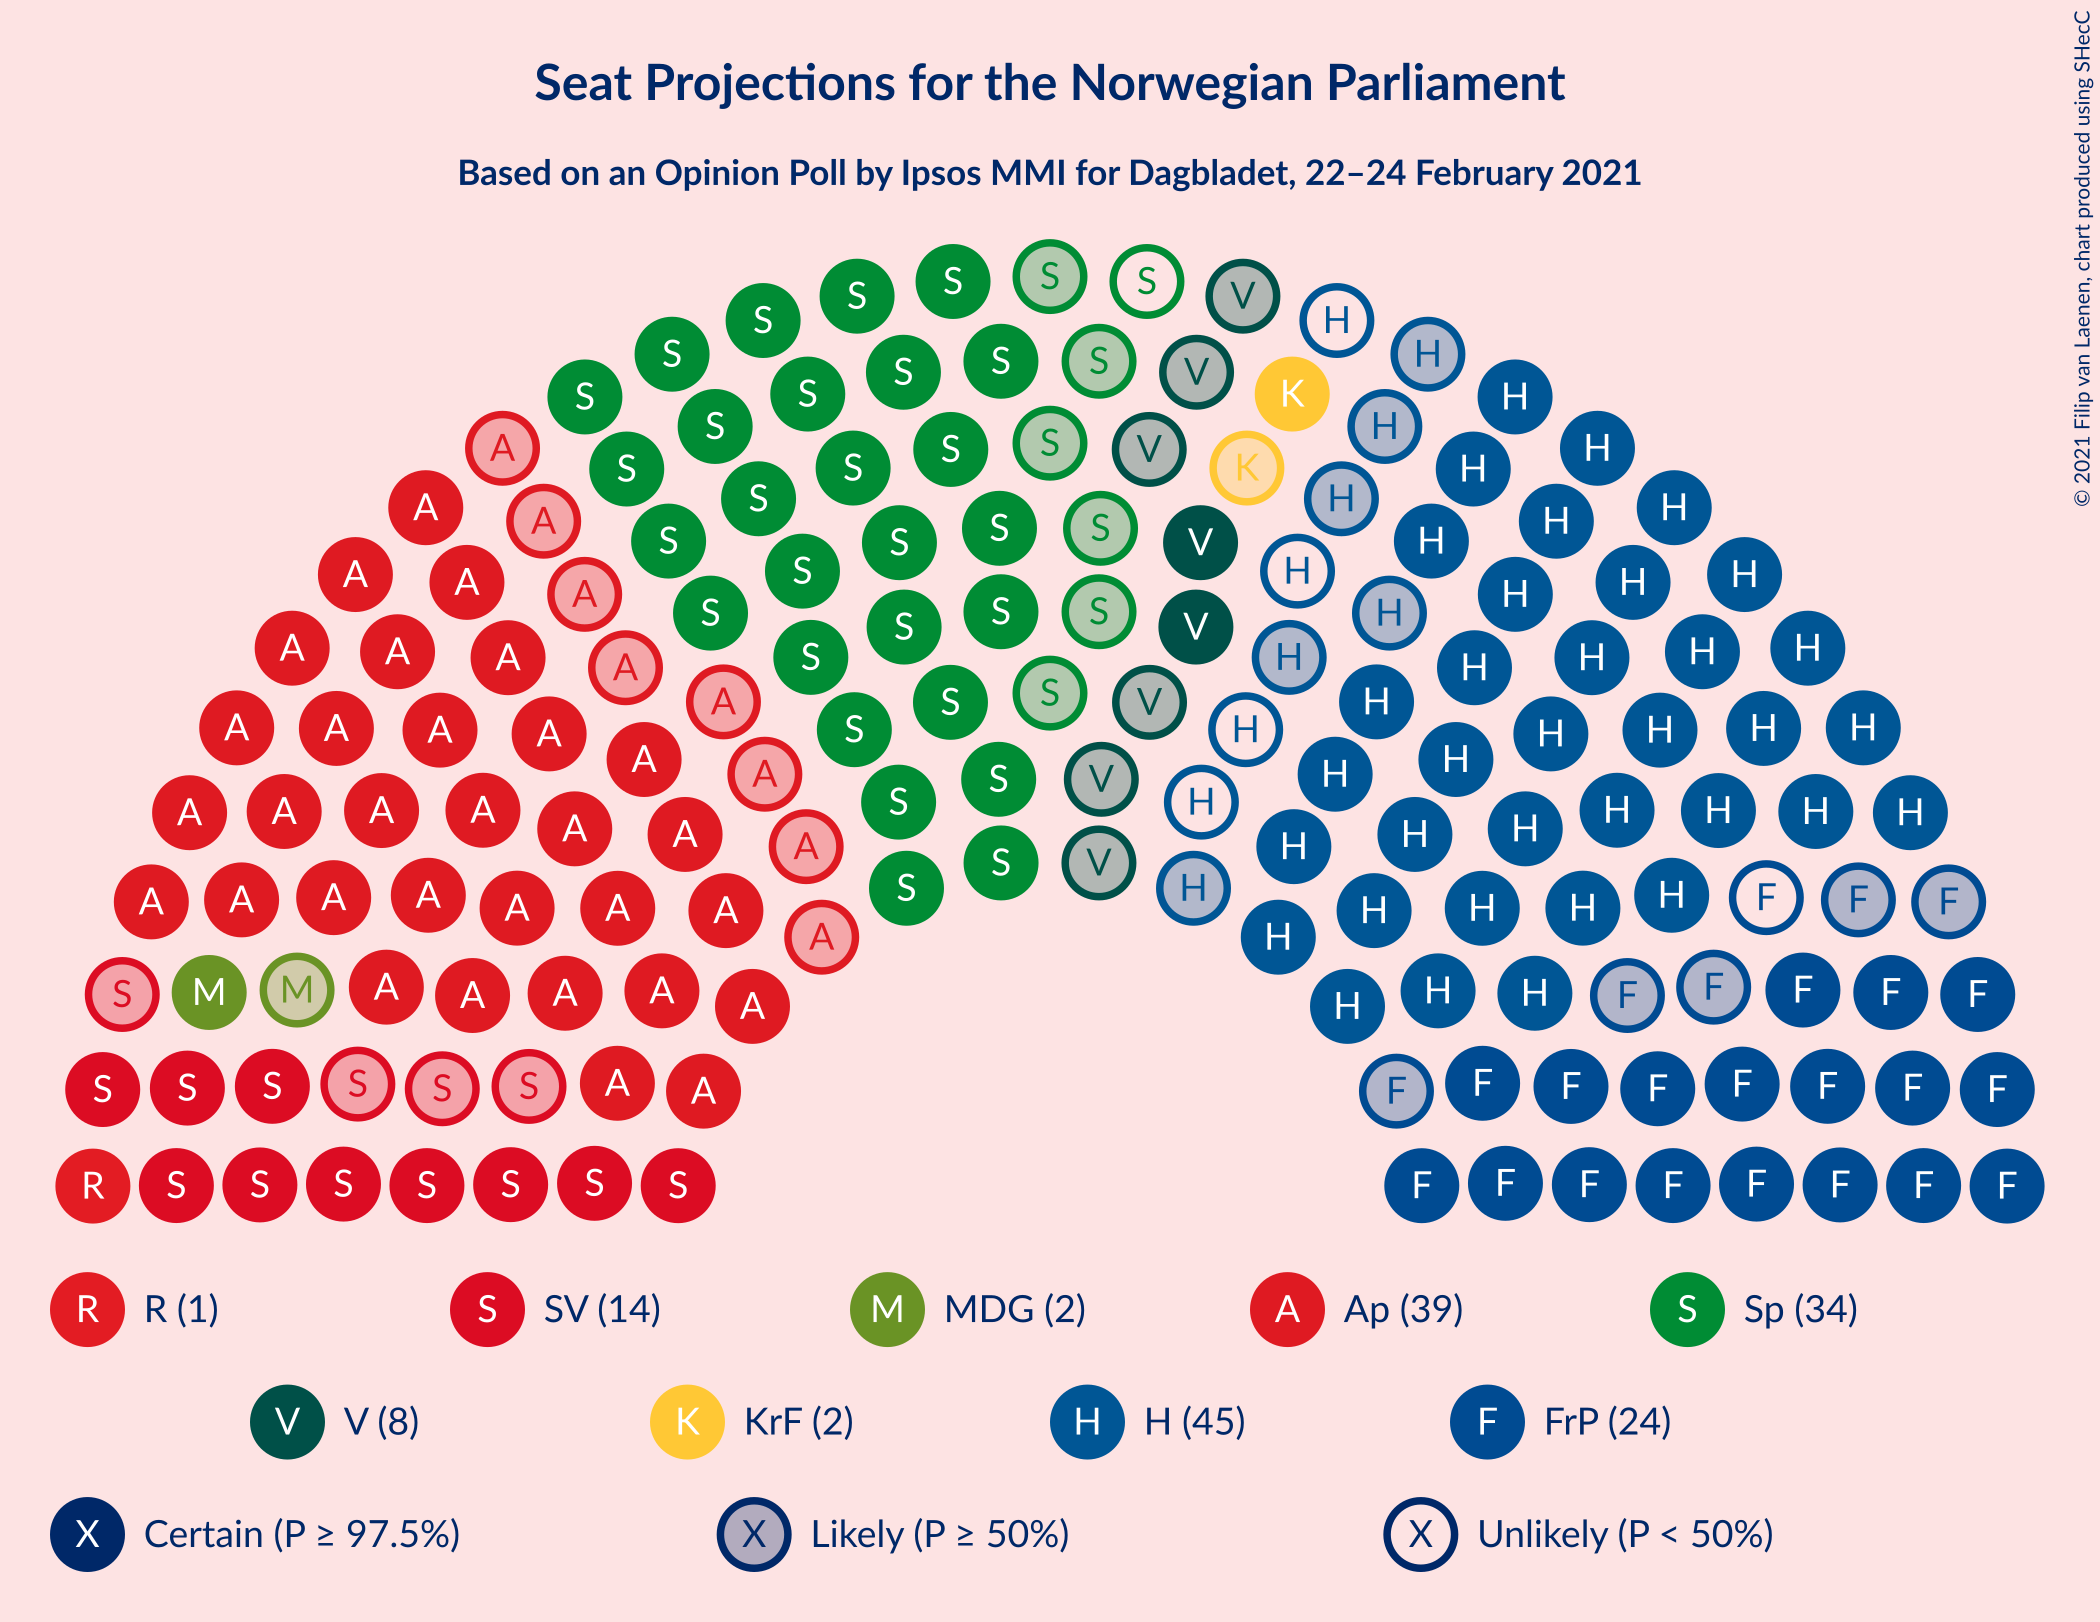 © 2021 Filip van Laenen, chart produced using SHecC
Seat Projections for the Norwegian Parliament
Based on an Opinion Poll by Ipsos MMI for Dagbladet, 22–24 February 2021
S S S S V
S S S S S V H H
A S S S S S V K H H H
A A S S S S S K H H H H
A A A S S S V H H H H H
A A A A S S S S S V H H H H H H
A A A A A A S S S V H H H H H H H
A A A A A A A A S S V H H H H H H H H H
A A A A A A A A S S V H H H H H H F F F
S M M A A A A A H H H F F F F F
S S S S S S A A F F F F F F F F
R S S S S S S S F F F F F F F F
R R (1) S SV (14) M MDG (2) A Ap (39) S Sp (34)
V V (8) K KrF (2) H H (45) F FrP (24)
X Certain (P ≥ 97.5%) X Likely (P ≥ 50%) X Unlikely (P < 50%)